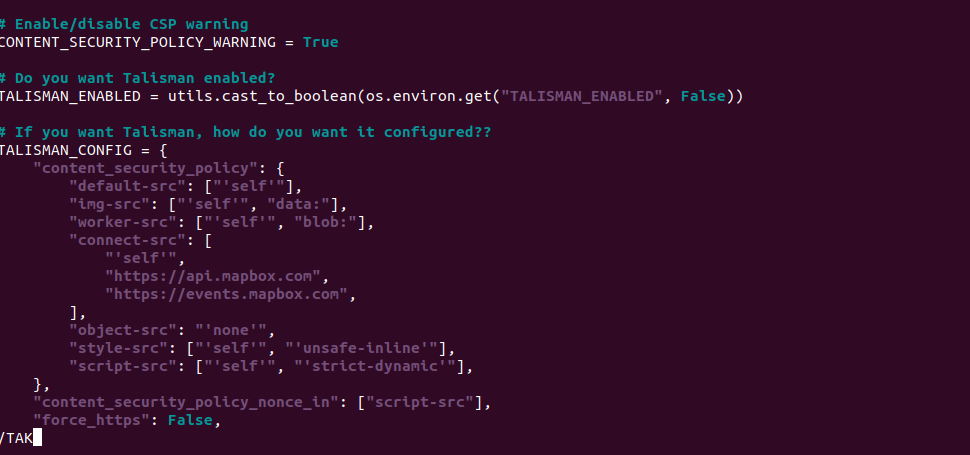 # Enable/disable CSP warning
CONTENT_SECURITY_POLICY_WARNING = True
# Do you want Talisman enabled?
TALISMAN_ENABLED = utils.cast_to_boolean(os.environ.get("TALISMAN_ENABLED", False))
# If you want Talisman, how do you want it configured??
TALISMAN_CONFIG = {
    "content_security_policy": {
        "default-src": ["'self'"],
        "img-src": ["'self'", "data:"],
        "worker-src": ["'self'", "blob:"],
        "connect-src": [
            "'self'",
            "https://api.mapbox.com",
            "https://events.mapbox.com",
        ],
        "object-src": "'none'",
        "style-src": ["'self'", "'unsafe-inline'"],
        "script-src": ["'self'", "'strict-dynamic'"],
    },
    "content_security_policy_nonce_in": ["script-src"],
    "force_https": False,
/TAK